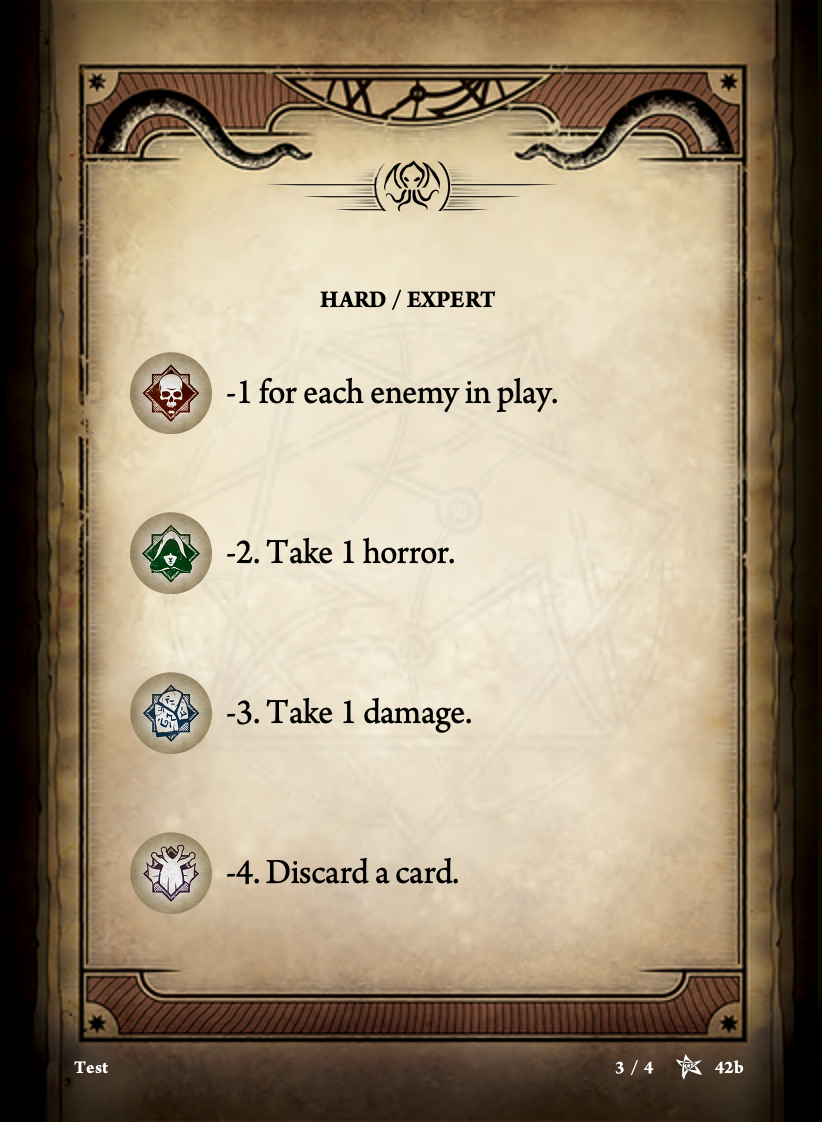 HARD / EXPERT
-1 for each enemy in play.
-2. Take 1 horror.
-3. Take 1 damage.
-4. Discard a card.
Test 3 / 4 42b